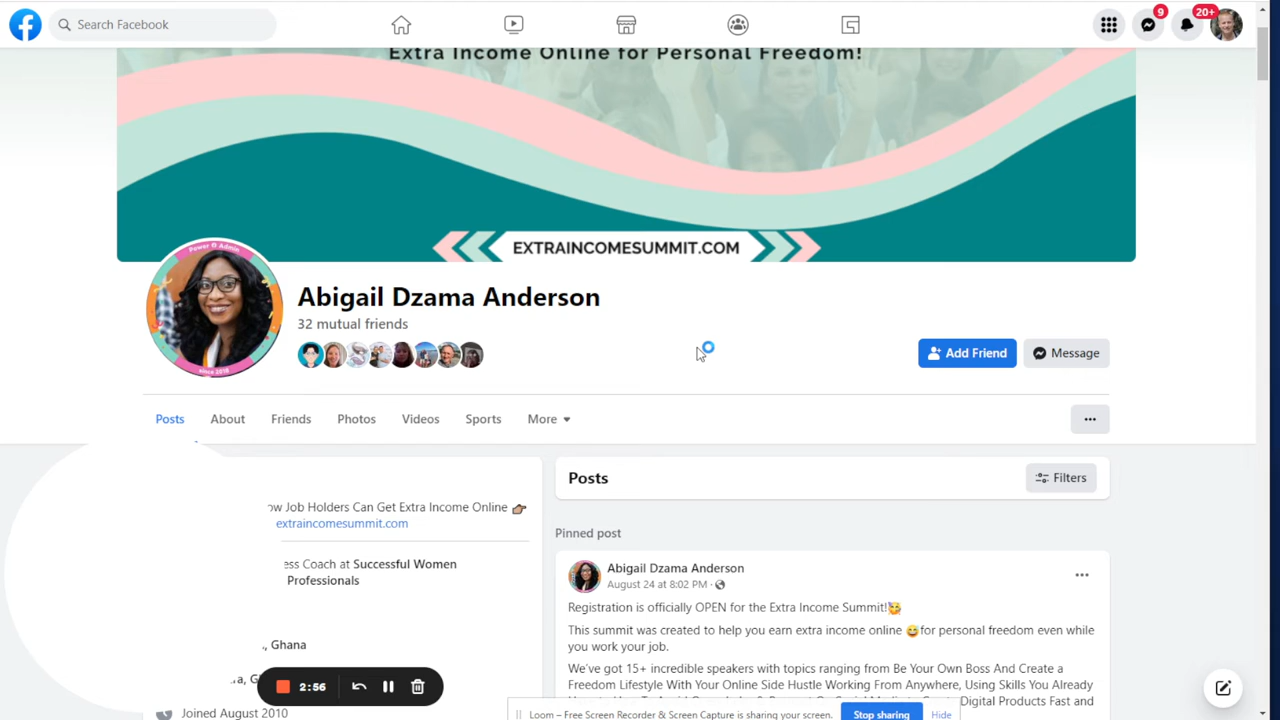 Search Facebook
9
20+
Extra Income Online for Personal Freedom!
EXTRAINCOMESUMMIT.COM
Power Admin
since 2018
Abigail Dzama Anderson
32 mutual friends
Add Friend
Message
Posts
About
Friends
Photos
Videos
Sports
More
ow Job Holders Can Get Extra Income Online
extraincomesummit.com
ess Coach at Successful Women
Professionals
, Ghana
Joined August 2010
Posts
Filters
Pinned post
Abigail Dzama Anderson
August 24 at 8:02 PM ·
Registration is officially OPEN for the Extra Income Summit!🥰
This summit was created to help you earn extra income online 😅for personal freedom even while
you work your job.
We've got 15+ incredible speakers with topics ranging from Be Your Own Boss And Create a
Freedom Lifestyle With Your Online Side Hustle Working From Anywhere, Using Skills You Already
Digital Products Fast and
2:56
Loom – Free Screen Recorder & Screen Capture is sharing your screen.
Stop sharing
Hide